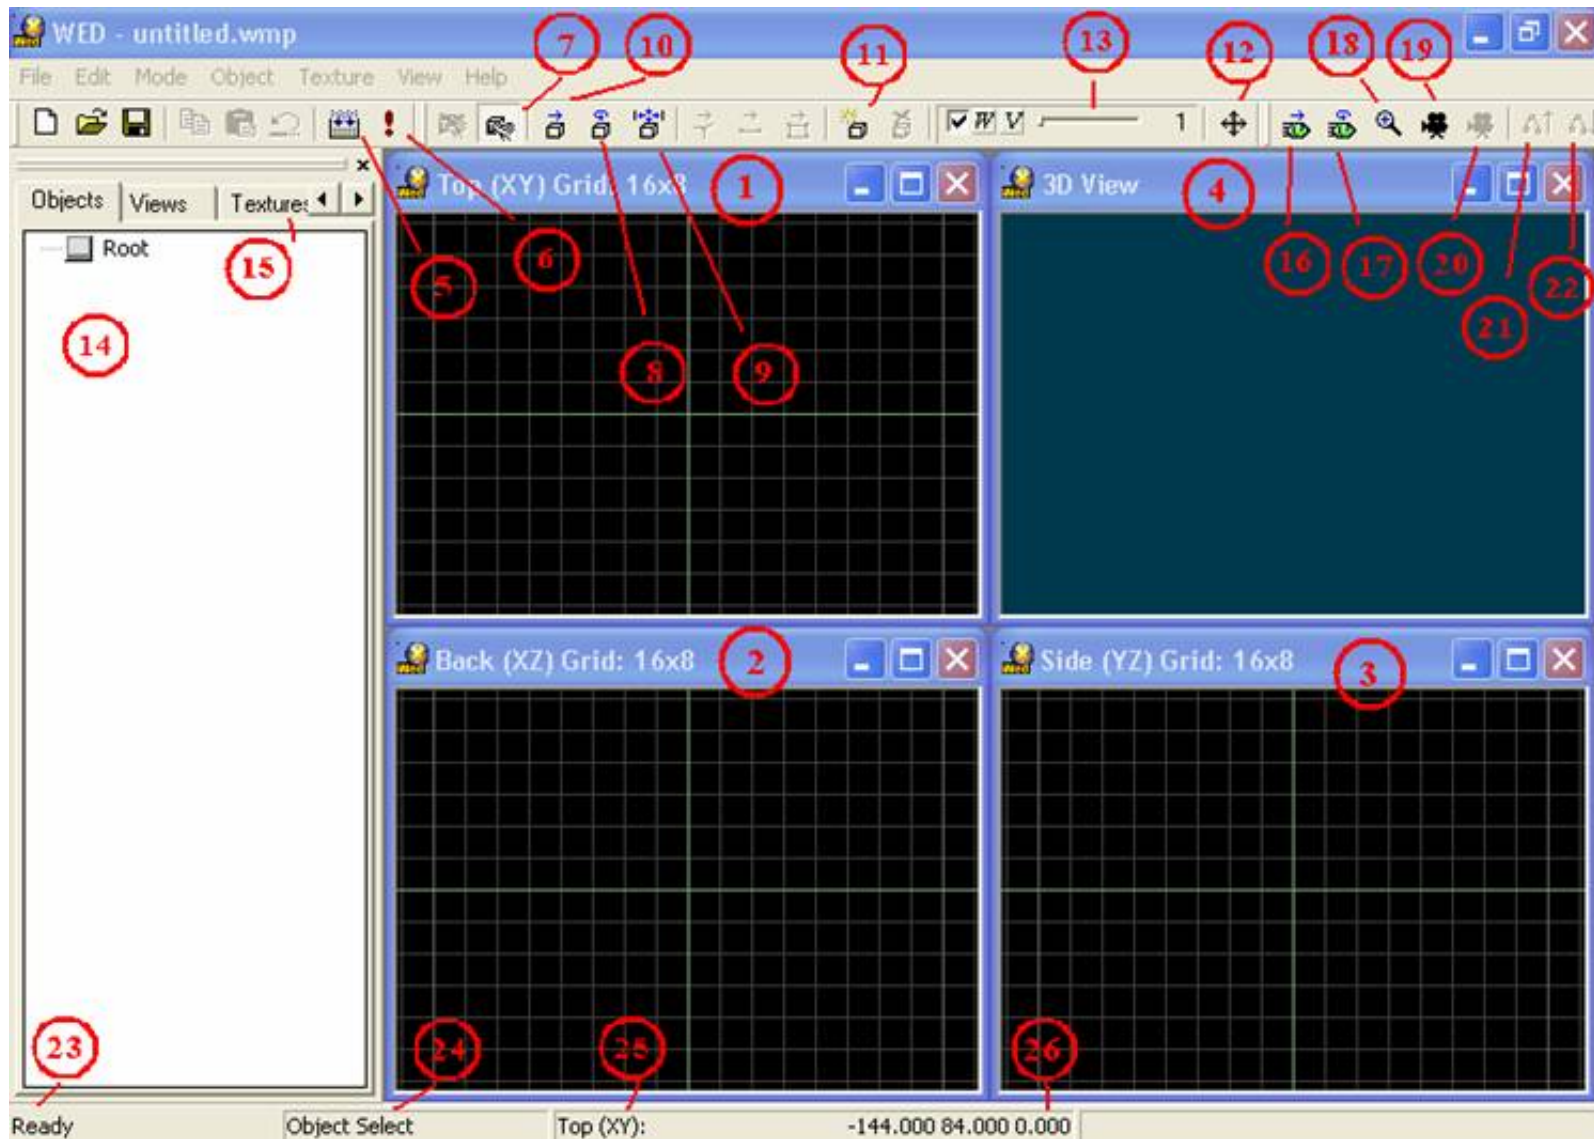 WED - untitled.wmp
7
10
11
13
12
18
19
File Edit Mode Object Texture View Help
W V 1
Objects Views Textures
Root
Top (XY) Grid: 16x8
1
3D View
4
5
6
8
9
14
15
16
17
20
21
22
Back (XZ) Grid: 16x8
2
Side (YZ) Grid: 16x8
3
23
24
25
26
Ready
Object Select
Top (XY):
-144.000 84.000 0.000